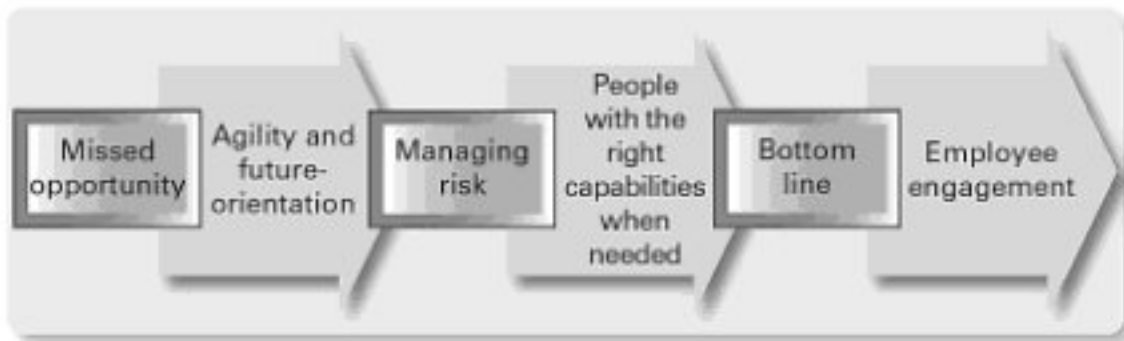 Missed
opportunity
Agility and
future-
orientation
Managing
risk
People
with the
right
capabilities
when
needed
Bottom
line
Employee
engagement